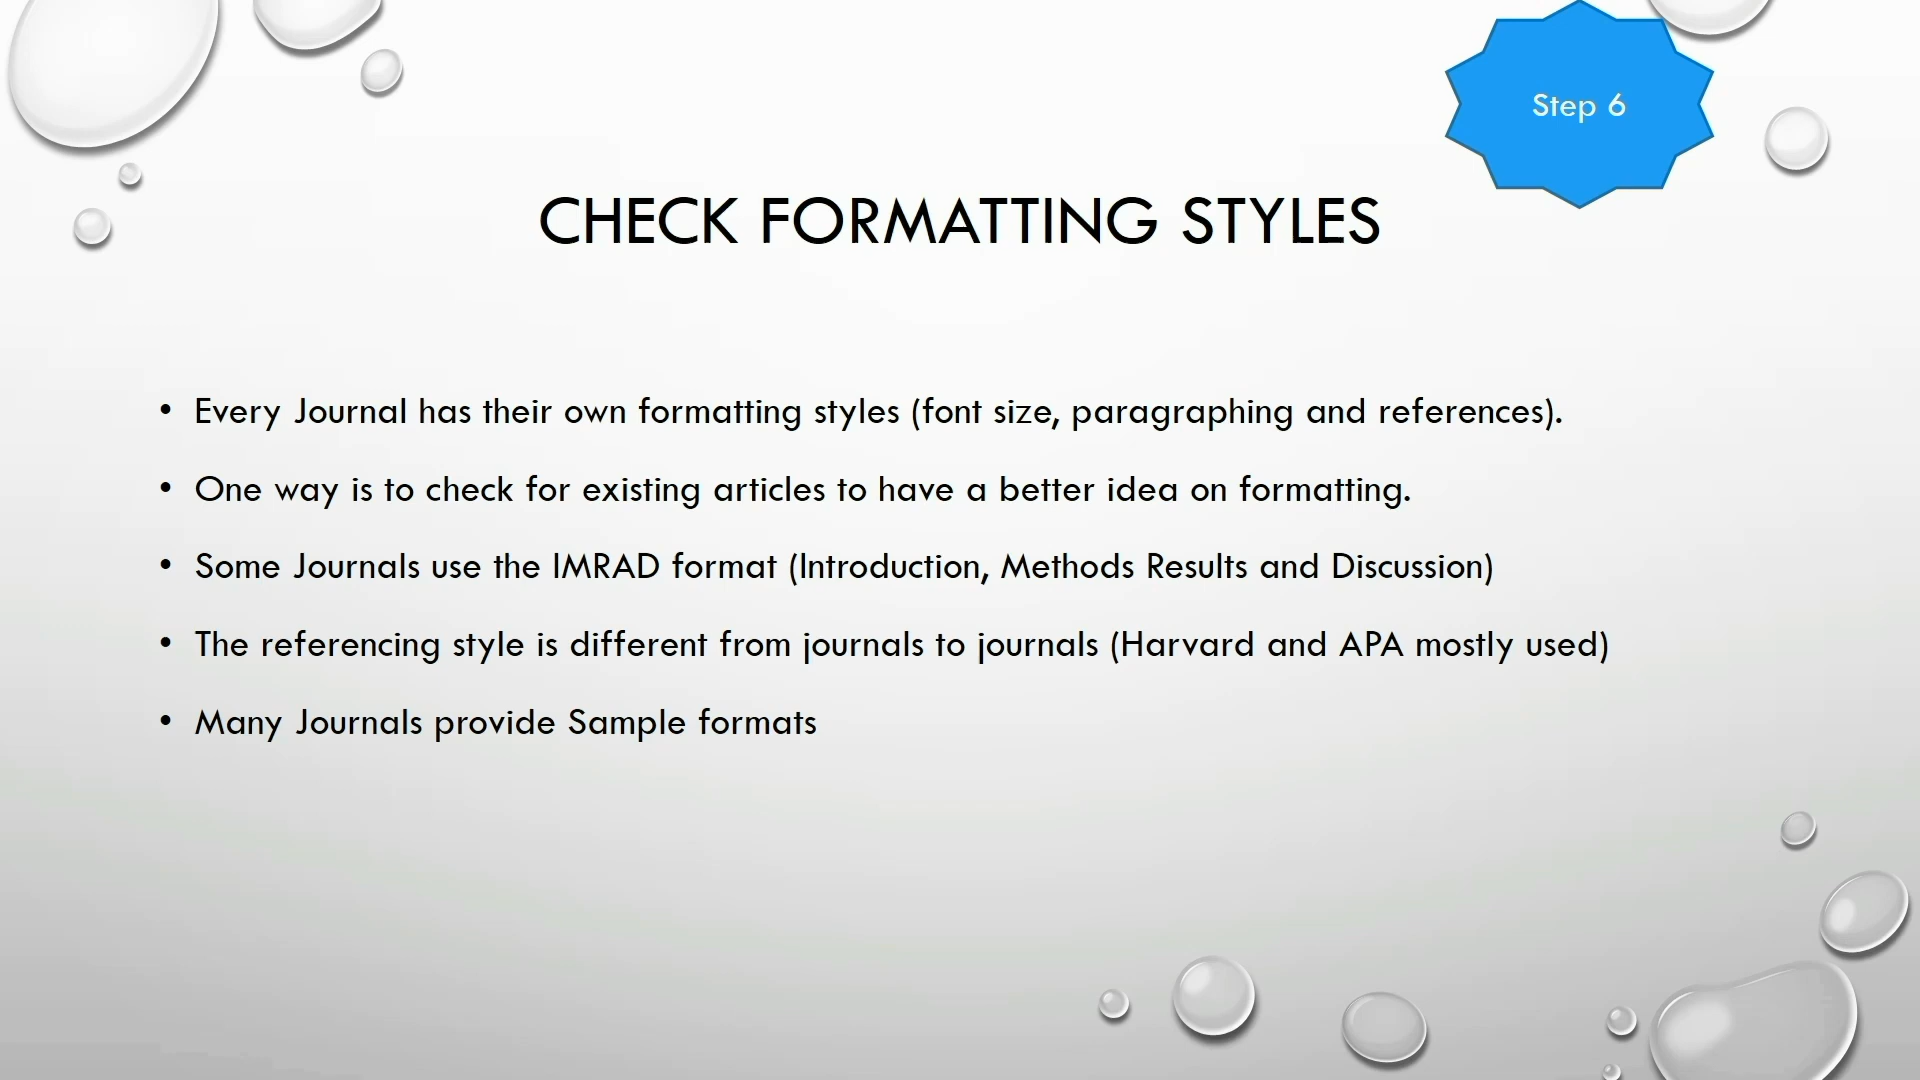 Step 6
CHECK FORMATTING STYLES
• Every Journal has their own formatting styles (font size, paragraphing and references).
• One way is to check for existing articles to have a better idea on formatting.
• Some Journals use the IMRAD format (Introduction, Methods Results and Discussion)
• The referencing style is different from journals to journals (Harvard and APA mostly used)
• Many Journals provide Sample formats